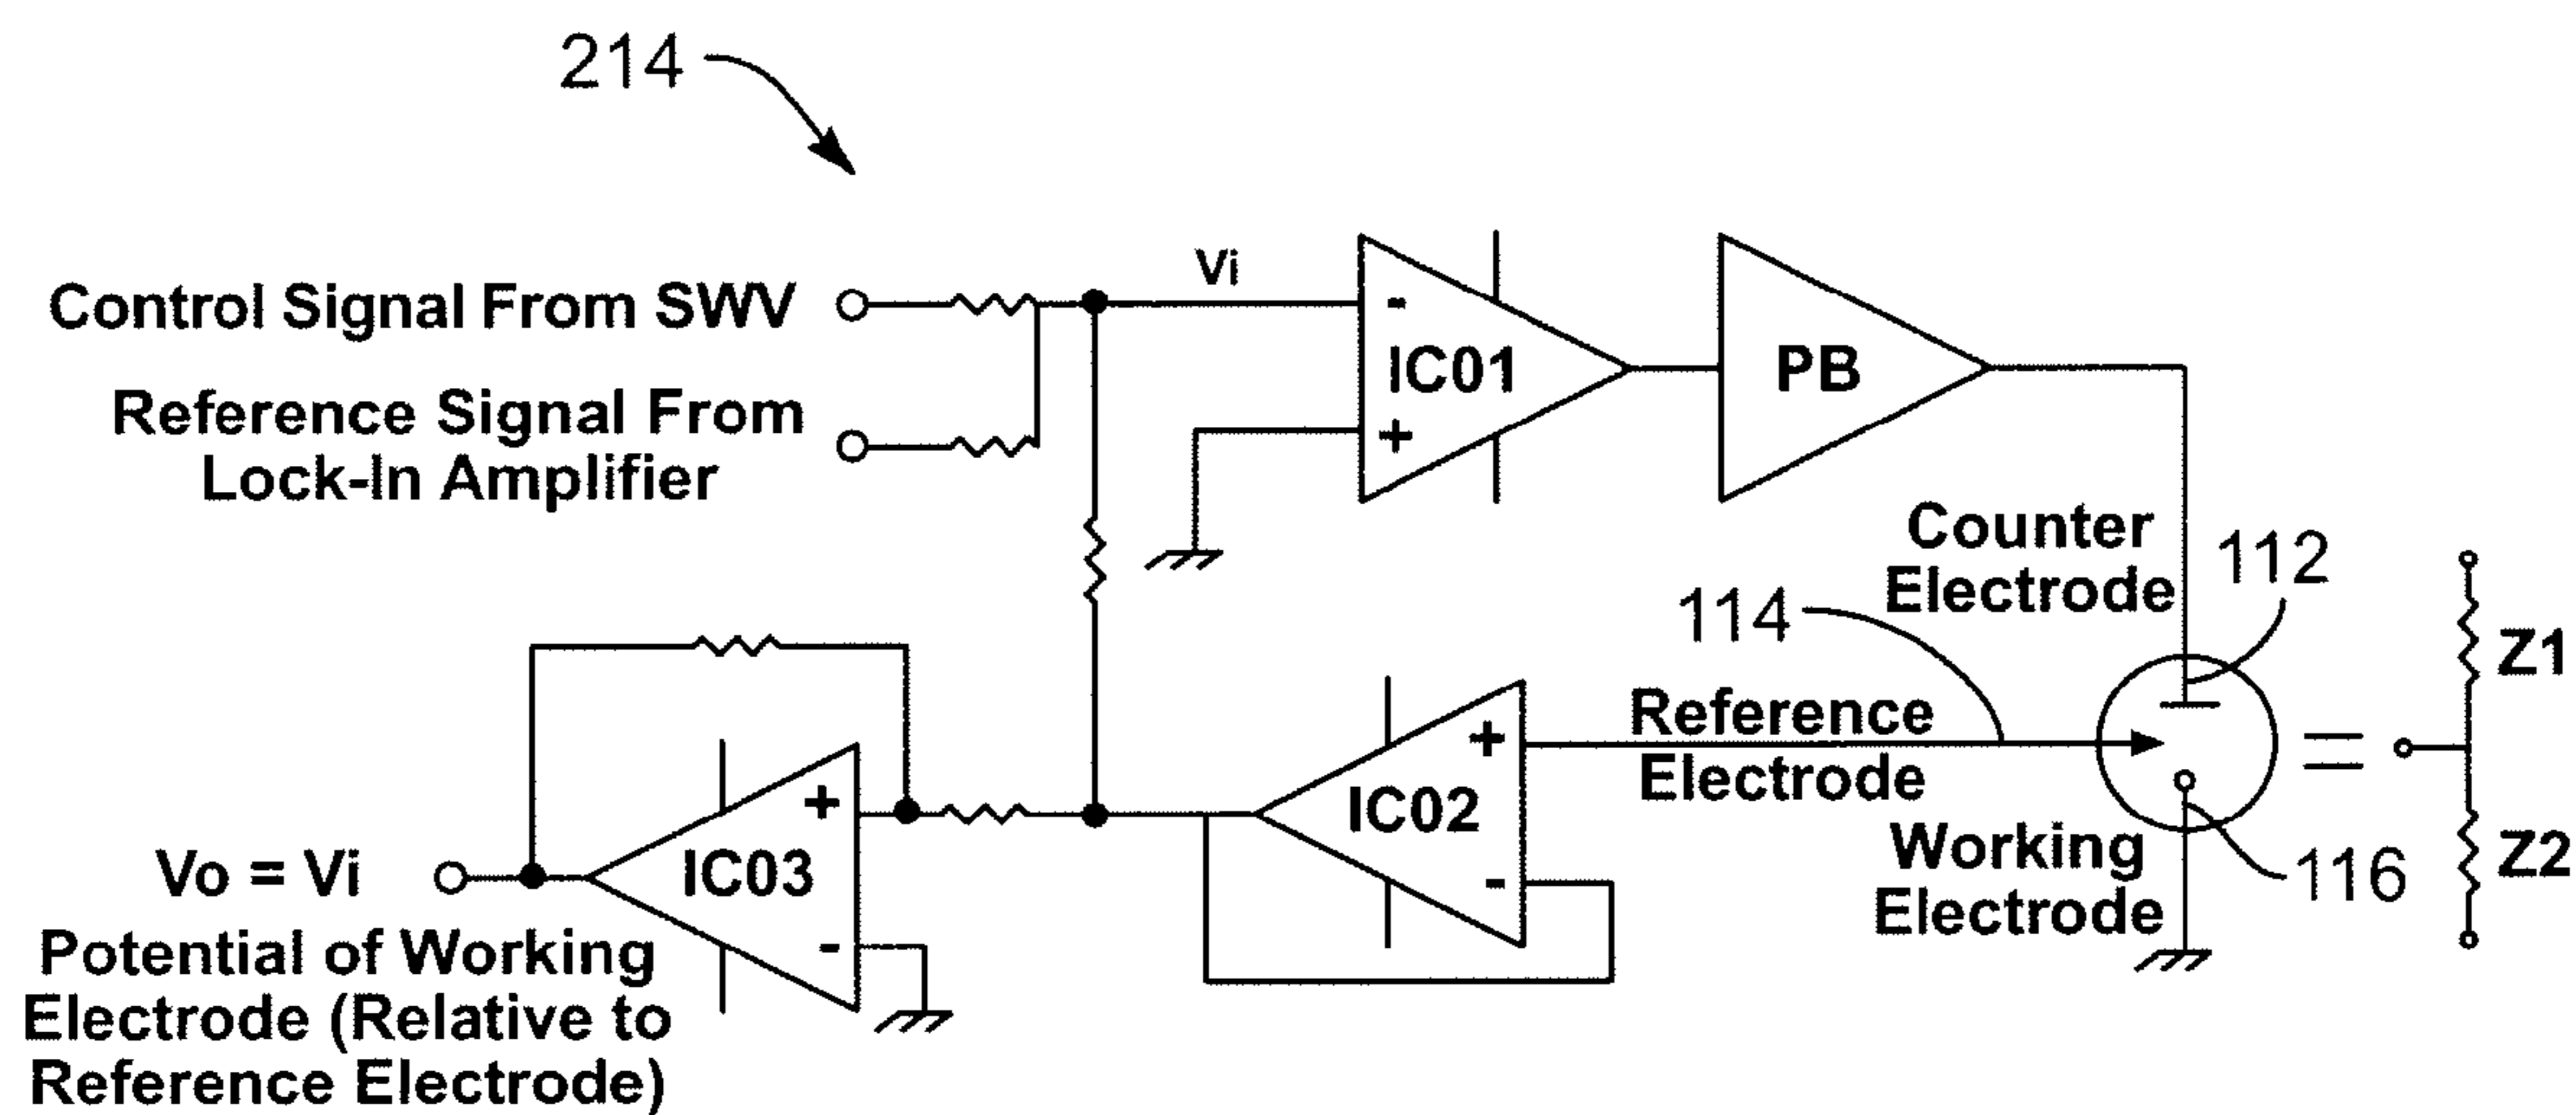 214
Control Signal From SWV
Reference Signal From
Lock-In Amplifier
Vi
-
IC01
+
PB
Counter
Electrode
112
114
Reference
Electrode
Working
Electrode
116
=
Z1
Z2
+
IC02
-
+
IC03
-
Vo = Vi
Potential of Working
Electrode (Relative to
Reference Electrode)